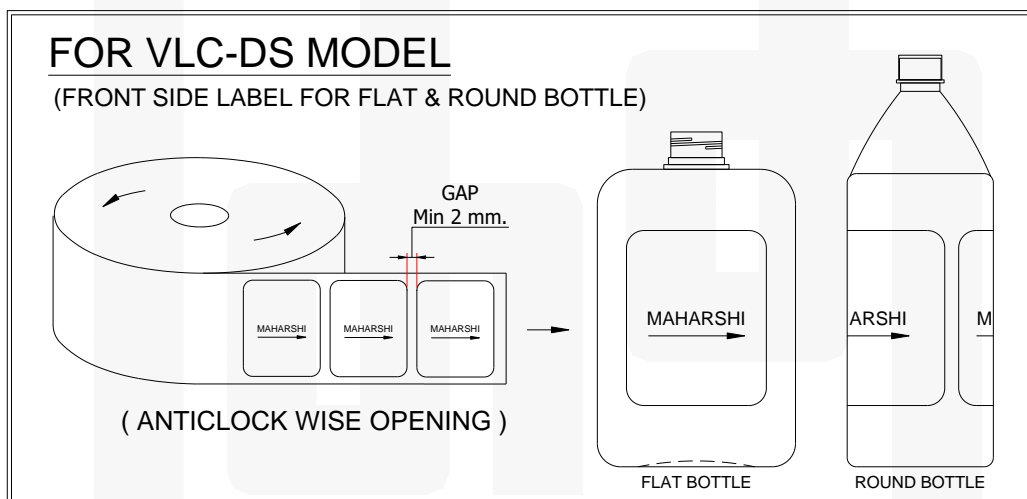 FOR VLC-DS MODEL
(FRONT SIDE LABEL FOR FLAT & ROUND BOTTLE)
GAP
Min 2 mm.
MAHARSHI
MAHARSHI
MAHARSHI
( ANTICLOCK WISE OPENING )
MAHARSHI
FLAT BOTTLE
ARSHI
M
ROUND BOTTLE